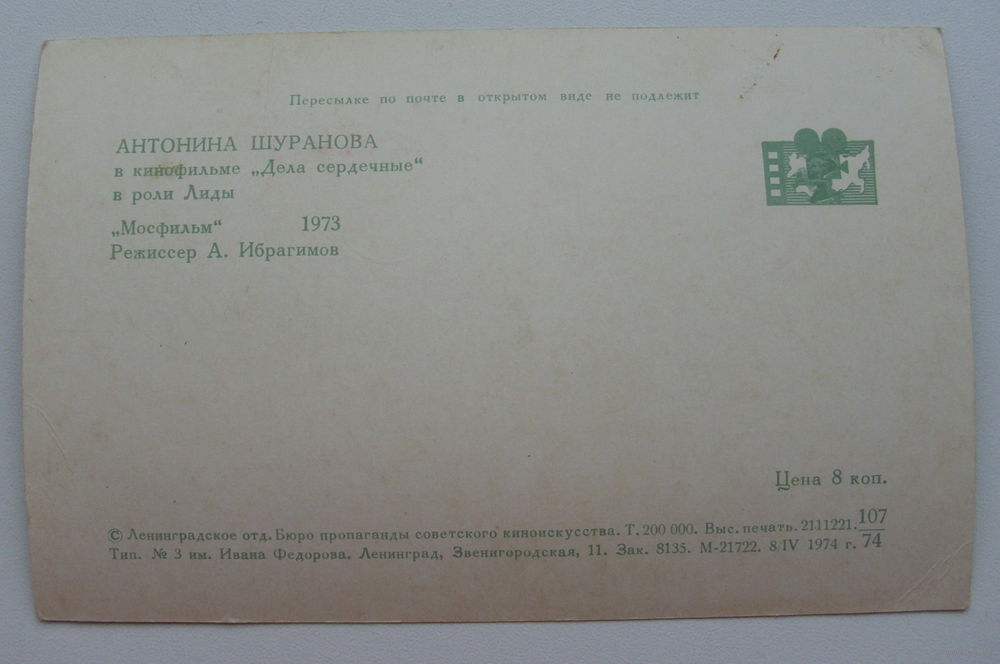 Пересылке по почте в открытом виде не подлежит
АНТОНИНА ШУРАНОВА
в кинофильме „Дела сердечные“
в роли Лиды
„Мосфильм“ 1973
Режиссер А. Ибрагимов
Цена 8 коп.
© Ленинградское отд. Бюро пропаганды советского киноискусства. Т. 200 000. Выс. печать. 2111221. 107
Тип. № 3 им. Ивана Федорова. Ленинград, Звенигородская, 11. Зак. 8135. М-21722. 8/IV 1974 г. 74